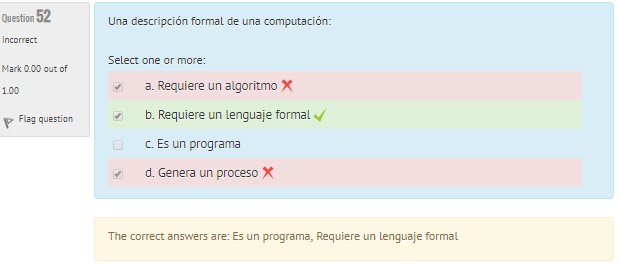 Question 52
Incorrect
Mark 0.00 out of
1.00
Flag question
Una descripción formal de una computación:
Select one or more:
a. Requiere un algoritmo
b. Requiere un lenguaje formal
c. Es un programa
d. Genera un proceso
The correct answers are: Es un programa, Requiere un lenguaje formal